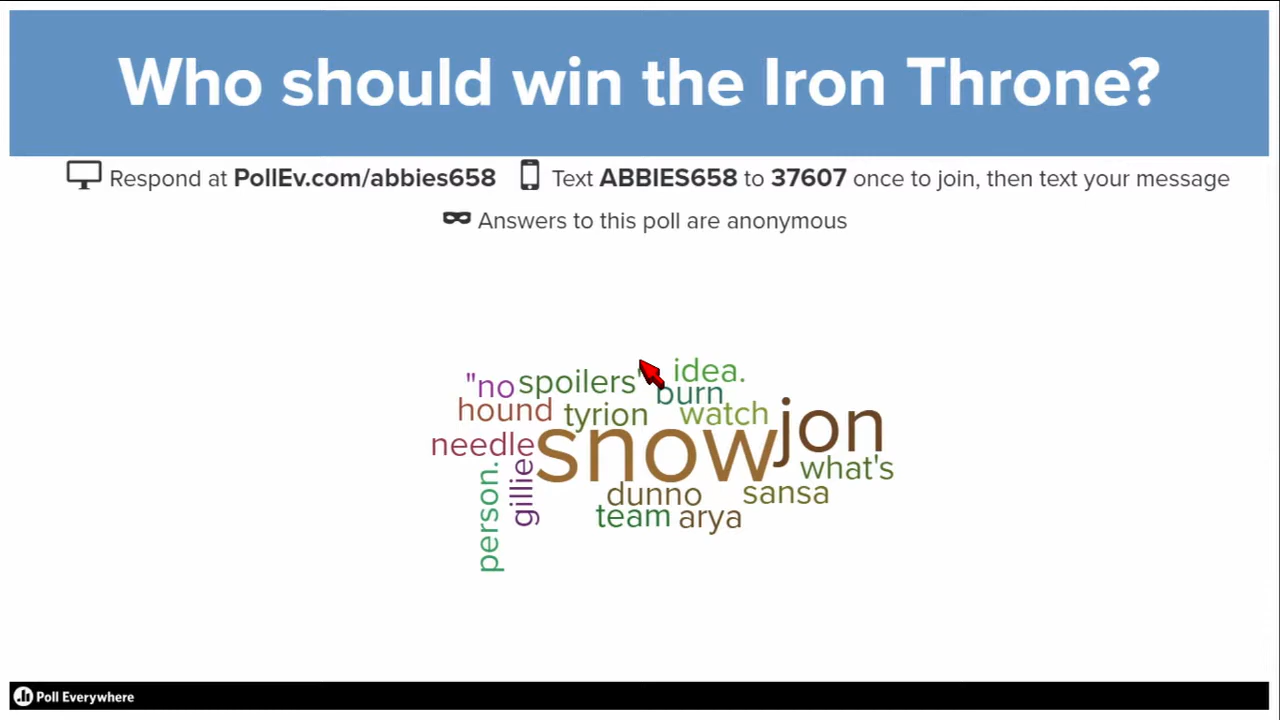 Who should win the Iron Throne?
Respond at PollEv.com/abbies658 Text ABBIES658 to 37607 once to join, then text your message
Answers to this poll are anonymous
"no spoilers" idea.
burn
hound tyrion watch
needle snow jon
what's
person. gillie dunno sansa
team arya
Poll Everywhere